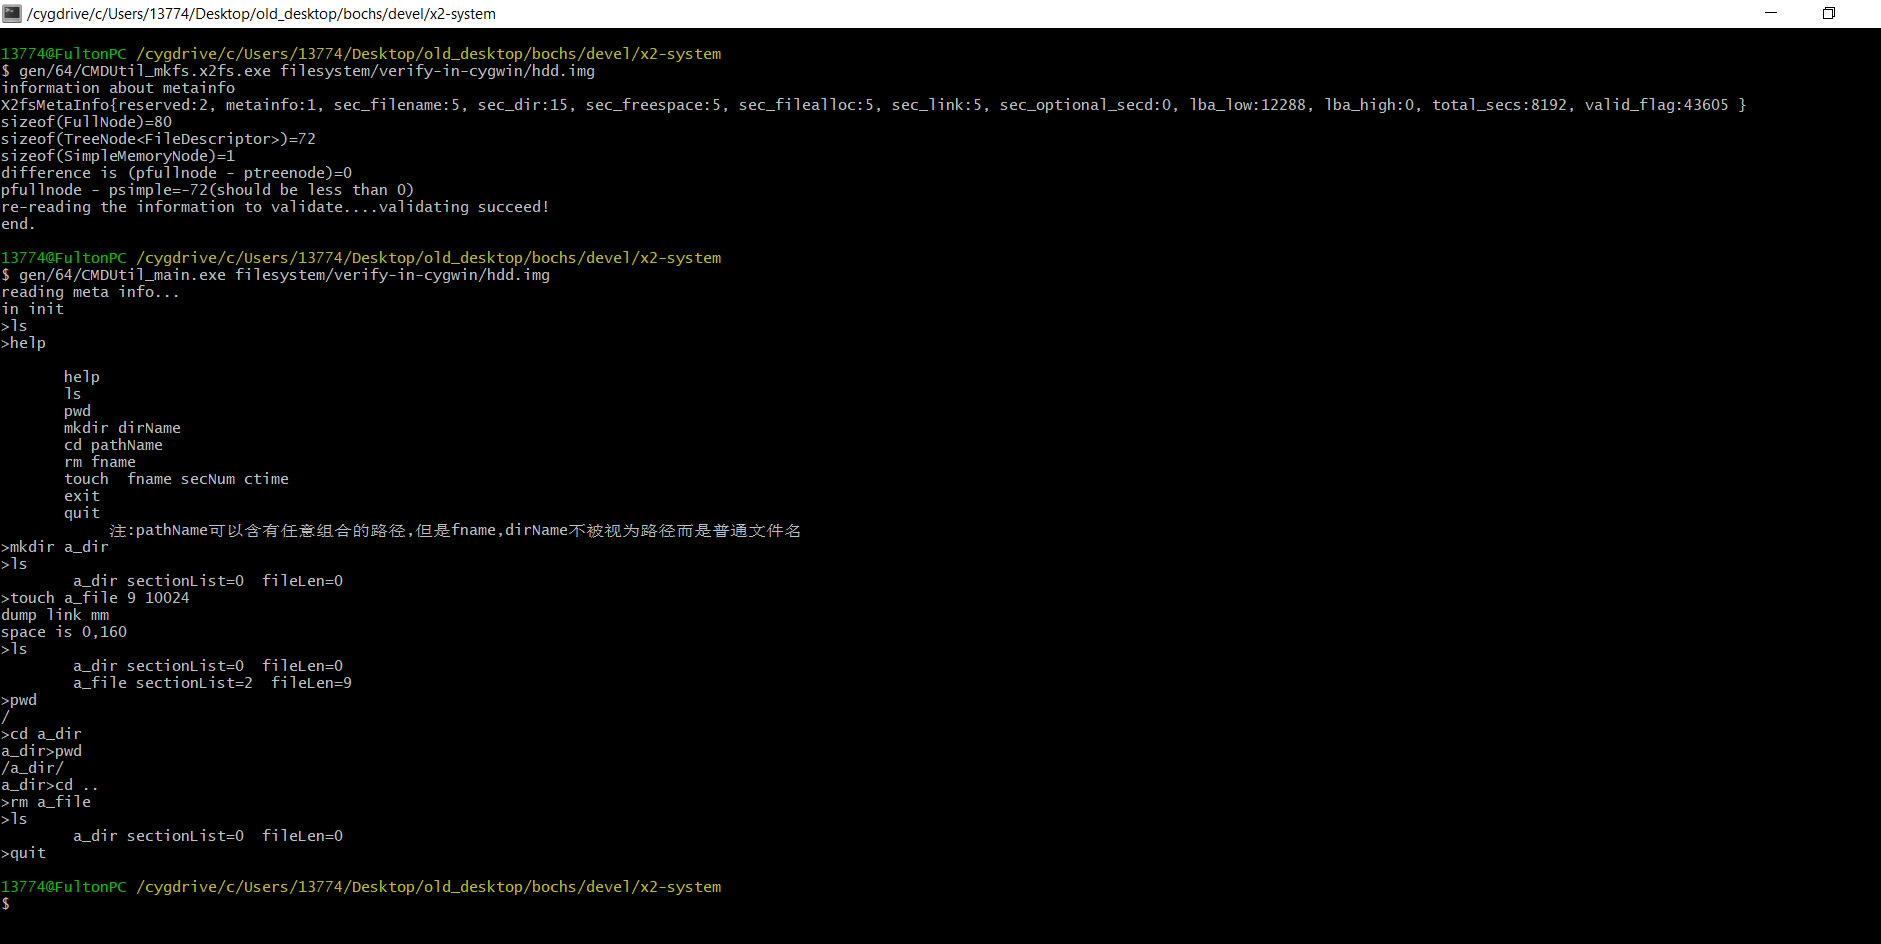 /cygdrive/c/Users/13774/Desktop/old_desktop/bochs/devel/x2-system
13774@FultonPC /cygdrive/c/Users/13774/Desktop/old_desktop/bochs/devel/x2-system
$ gen/64/CMDUtil_mkfs.x2fs.exe filesystem/verify-in-cygwin/hdd.img
information about metainfo
X2fsMetaInfo{reserved:2, metainfo:1, sec_filename:5, sec_dir:15, sec_freespace:5, sec_filealloc:5, sec_link:5, sec_optional_secd:0, lba_low:12288, lba_high:0, total_secs:8192, valid_flag:43605 }
sizeof(FullNode)=80
sizeof(TreeNode<FileDescriptor>)=72
sizeof(SimpleMemoryNode)=1
difference is (pfullnode - ptreenode)=0
pfullnode - psimple=-72(should be less than 0)
re-reading the information to validate....validating succeed!
end.
13774@FultonPC /cygdrive/c/Users/13774/Desktop/old_desktop/bochs/devel/x2-system
$ gen/64/CMDUtil_main.exe filesystem/verify-in-cygwin/hdd.img
reading meta info...
in init
>ls
>help
help
ls
pwd
mkdir dirName
cd pathName
rm fname
touch  fname secNum ctime
exit
quit
注:pathName可以含有任意组合的路径,但是fname,dirName不被视为路径而是普通文件名
>mkdir a_dir
>ls
a_dir sectionList=0  fileLen=0
>touch a_file 9 10024
dump link mm
space is 0,160
>ls
a_dir sectionList=0  fileLen=0
a_file sectionList=2  fileLen=9
>pwd
/
>cd a_dir
a_dir>pwd
/a_dir/
a_dir>cd ..
>rm a_file
>ls
a_dir sectionList=0  fileLen=0
>quit
13774@FultonPC /cygdrive/c/Users/13774/Desktop/old_desktop/bochs/devel/x2-system
$